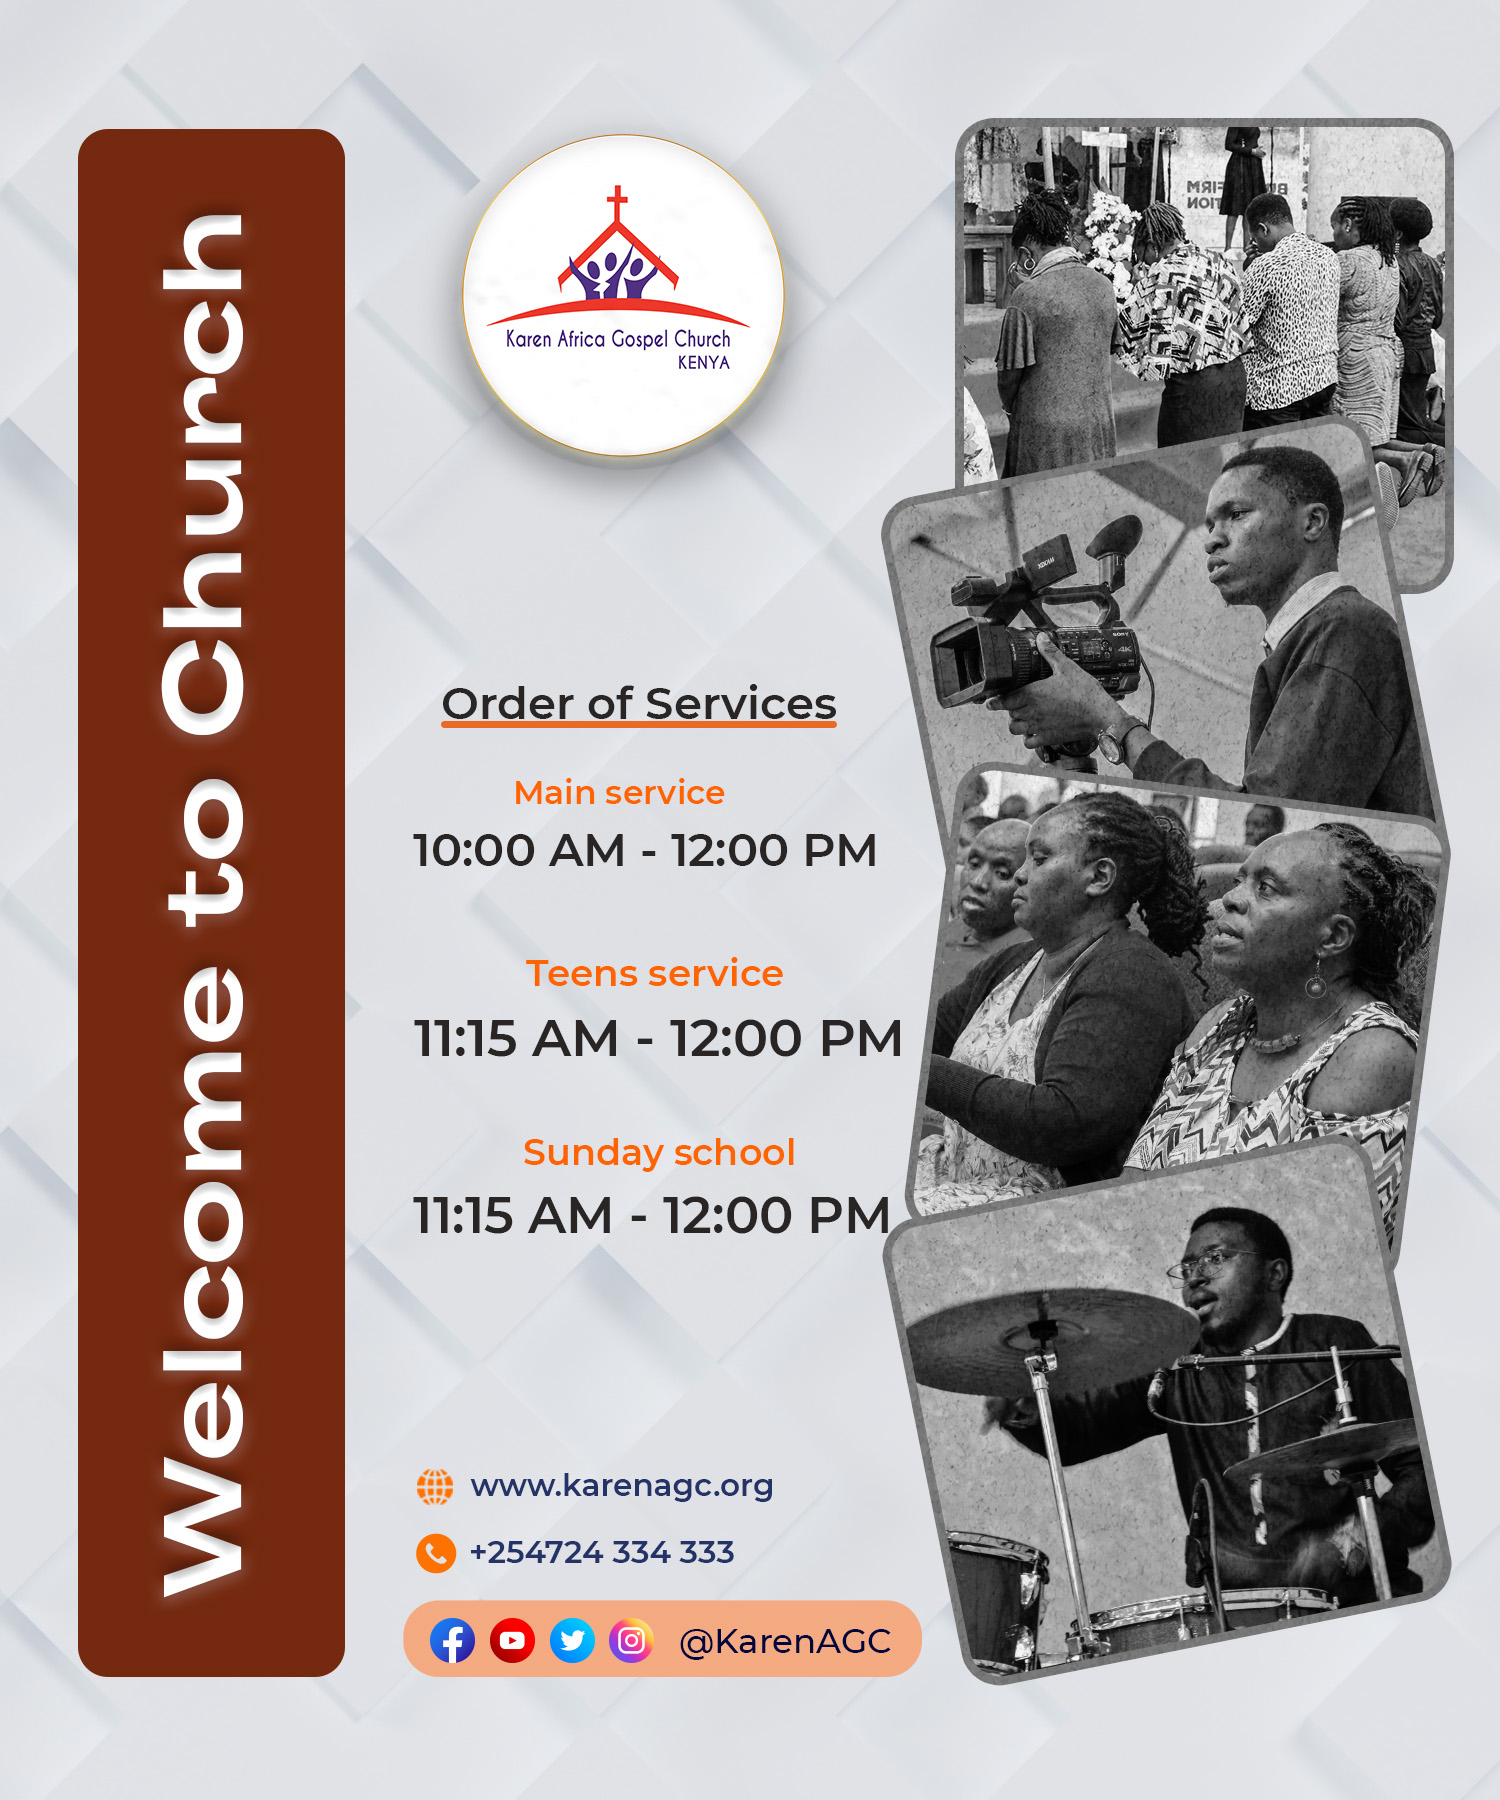 Welcome to Church
Karen Africa Gospel Church
KENYA
Order of Services
Main service
10:00 AM - 12:00 PM
Teens service
11:15 AM - 12:00 PM
Sunday school
11:15 AM - 12:00 PM
www.karenagc.org
+254724 334 333
@KarenAGC
SONY
4K